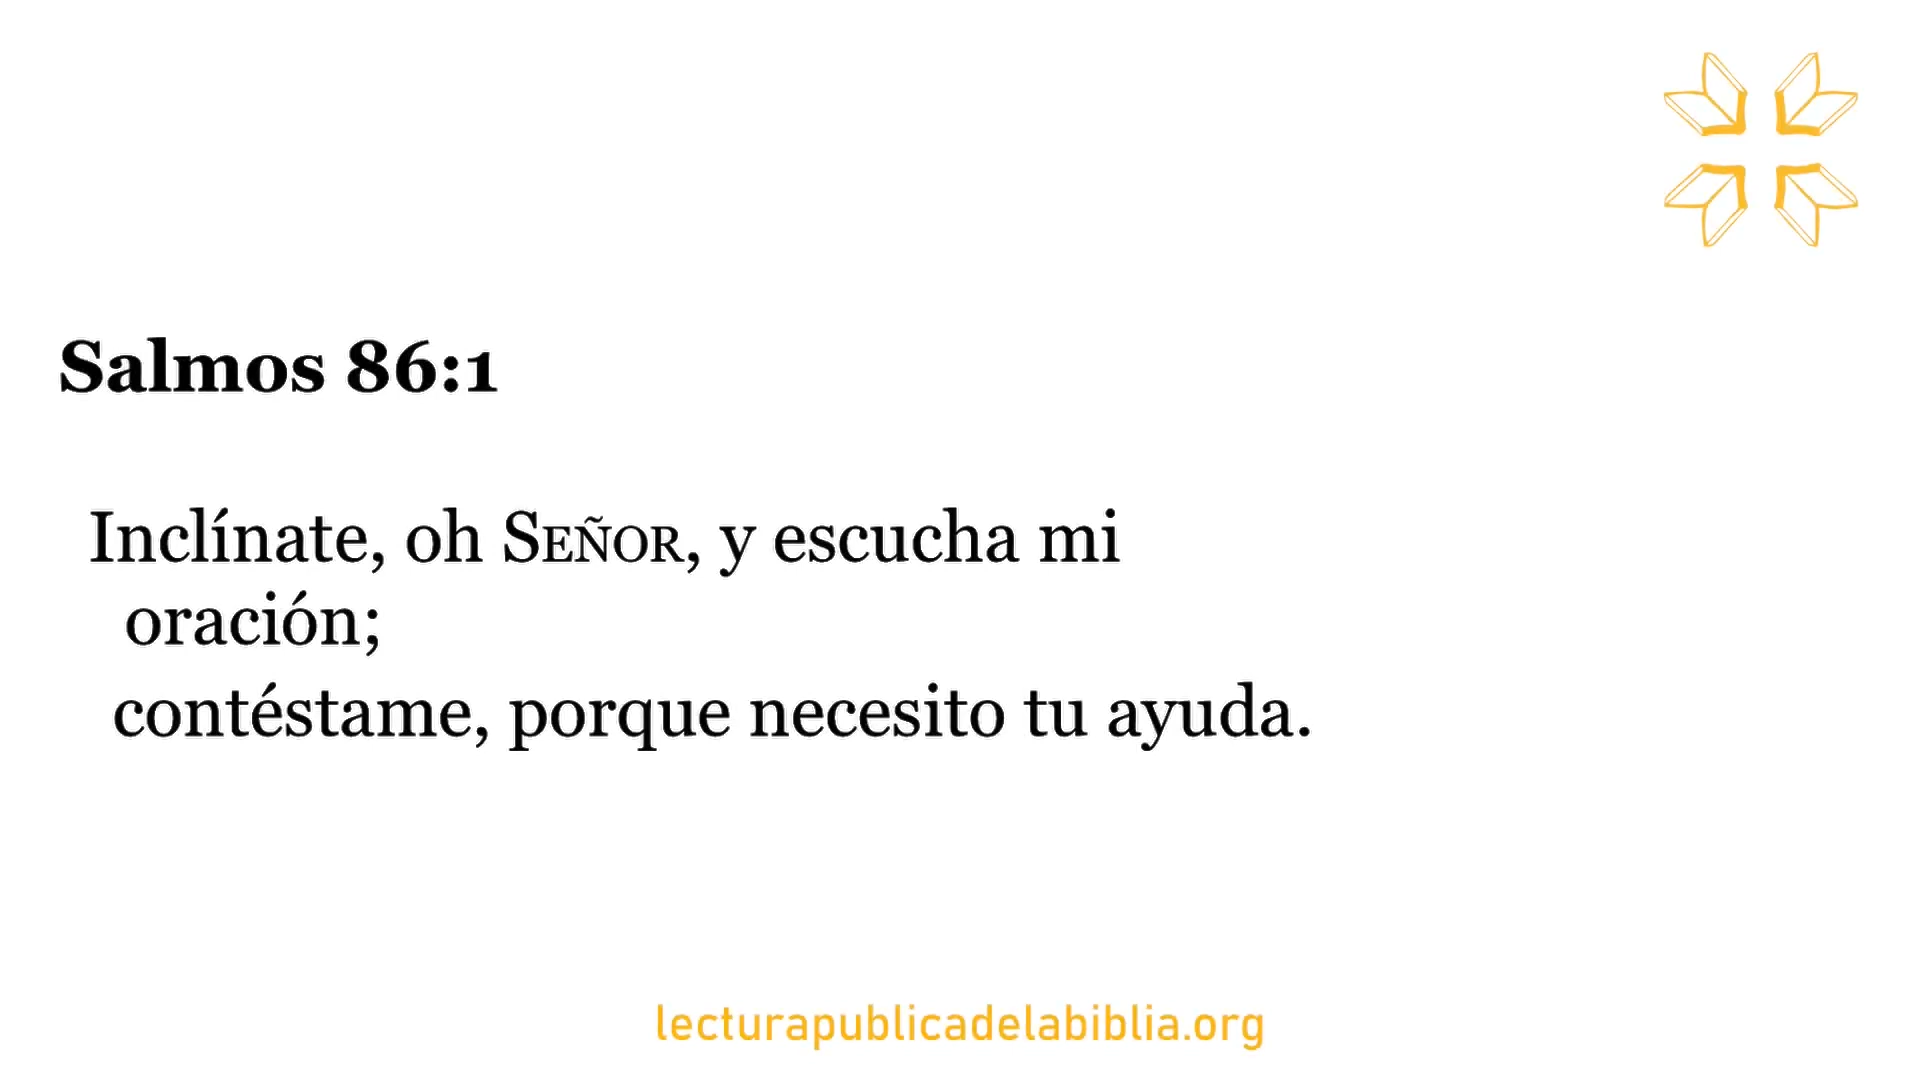 Salmos 86:1
Inclínate, oh SEÑOR, y escucha mi
oración;
contéstame, porque necesito tu ayuda.
lecturapublicadelabiblia.org